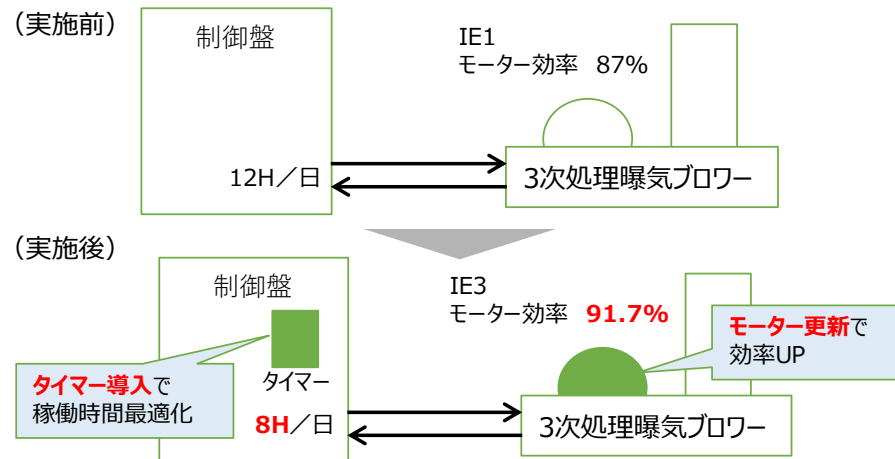 （実施前）
制御盤
IE1
モーター効率 87%
12H／日
3次処理曝気ブロワー
（実施後）
制御盤
IE3
モーター効率 91.7%
モーター更新で
効率UP
タイマー導入で
稼働時間最適化
タイマー
8H／日
3次処理曝気ブロワー